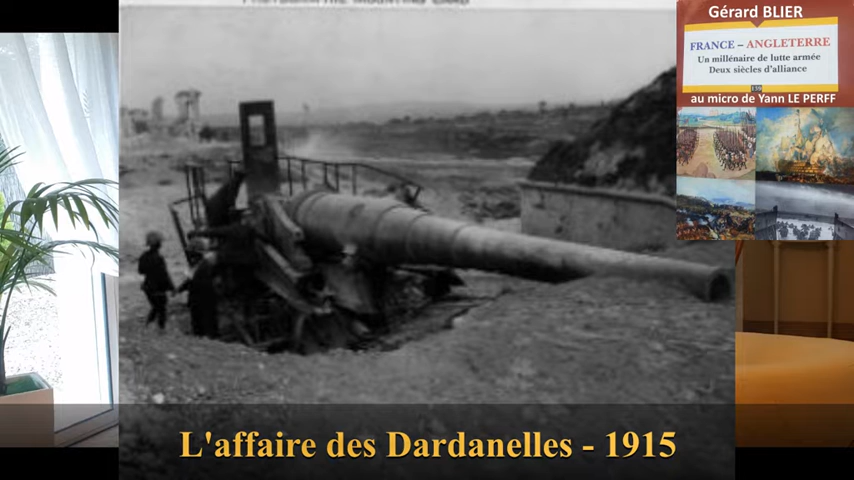 Gérard BLIER
FRANCE – ANGLETERRE
Un millénaire de lutte armée
Deux siècles d'alliance
au micro de Yann LE PERFF
L'affaire des Dardanelles - 1915